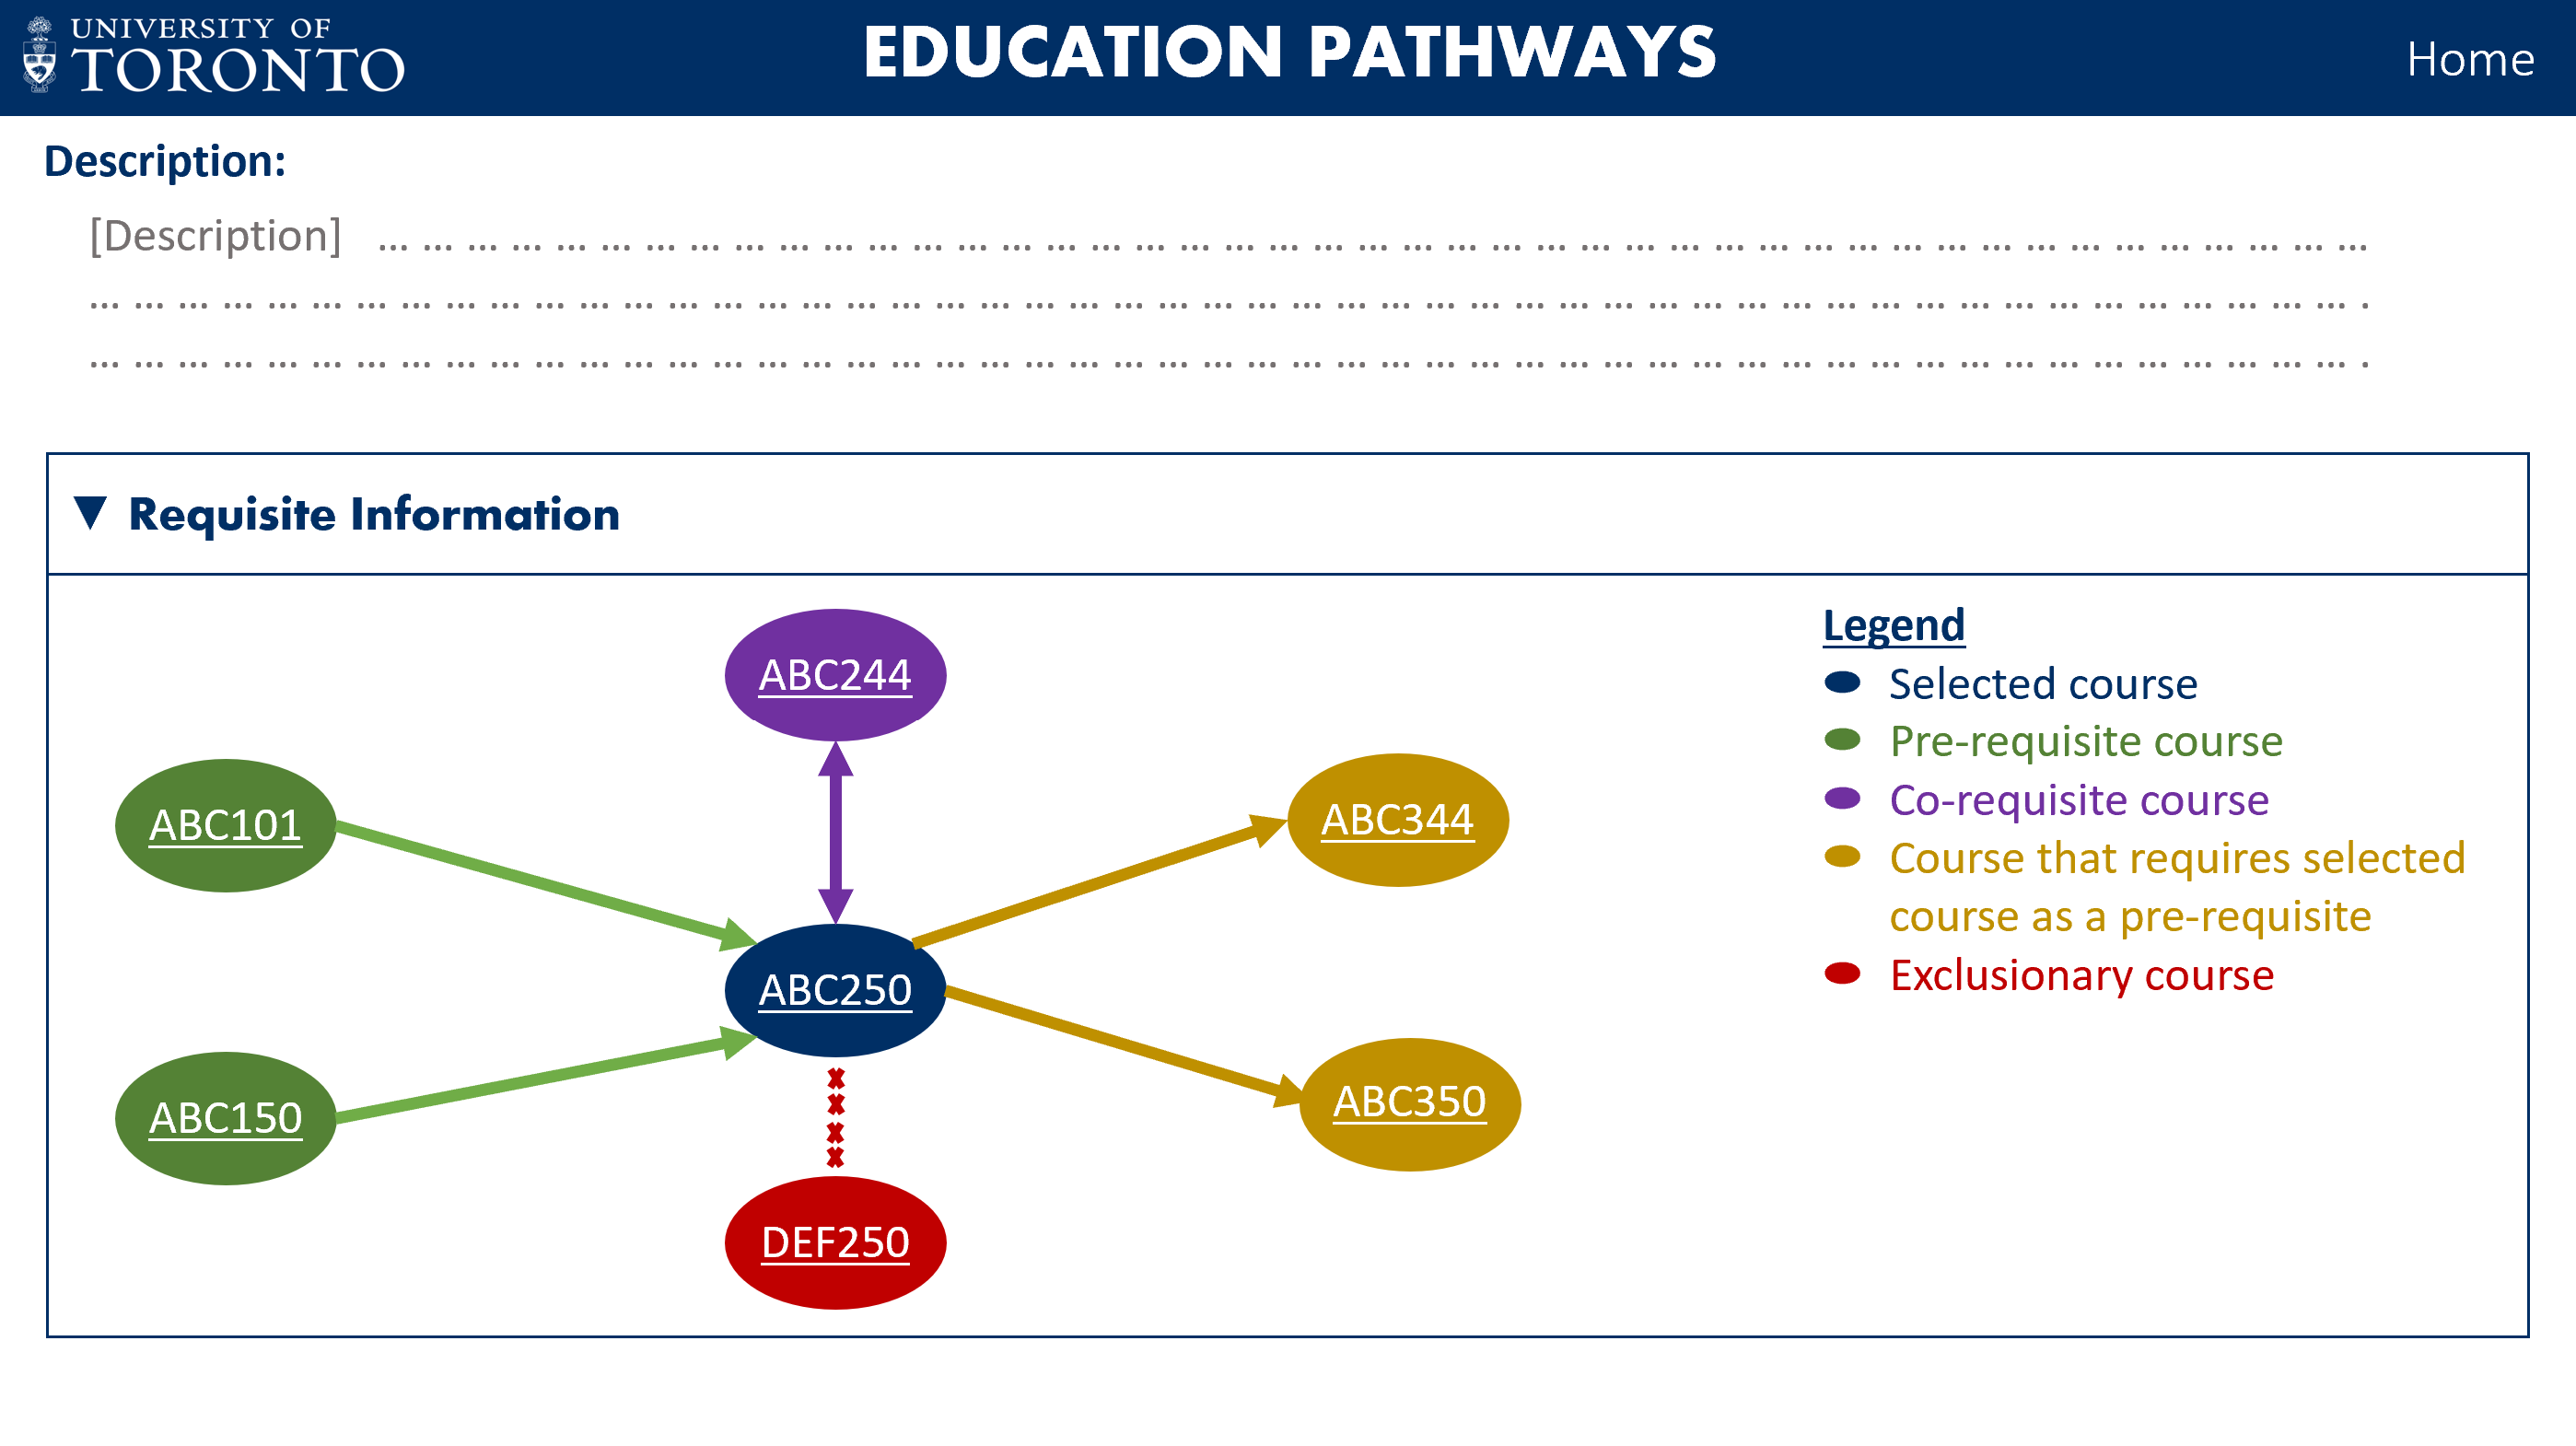 UNIVERSITY OF
TORONTO
EDUCATION PATHWAYS
Home
Description:
[Description] ... ... ... ... ... ... ... ... ... ... ... ... ... ... ... ... ... ... ... ... ... ... ... ... ... ... ... ... ... ... ... ... ... ... ... ... ... ... ... ... ... ... ... ... ...
... ... ... ... ... ... ... ... ... ... ... ... ... ... ... ... ... ... ... ... ... ... ... ... ... ... ... ... ... ... ... ... ... ... ... ... ... ... ... ... ... ... ... ... ... ... ... ... ... ... ... .
... ... ... ... ... ... ... ... ... ... ... ... ... ... ... ... ... ... ... ... ... ... ... ... ... ... ... ... ... ... ... ... ... ... ... ... ... ... ... ... ... ... ... ... ... ... ... ... ... ... ... .
▼ Requisite Information
ABC244
ABC101
ABC344
ABC250
ABC150
ABC350
DEF250
Legend
Selected course
Pre-requisite course
Co-requisite course
Course that requires selected
course as a pre-requisite
Exclusionary course